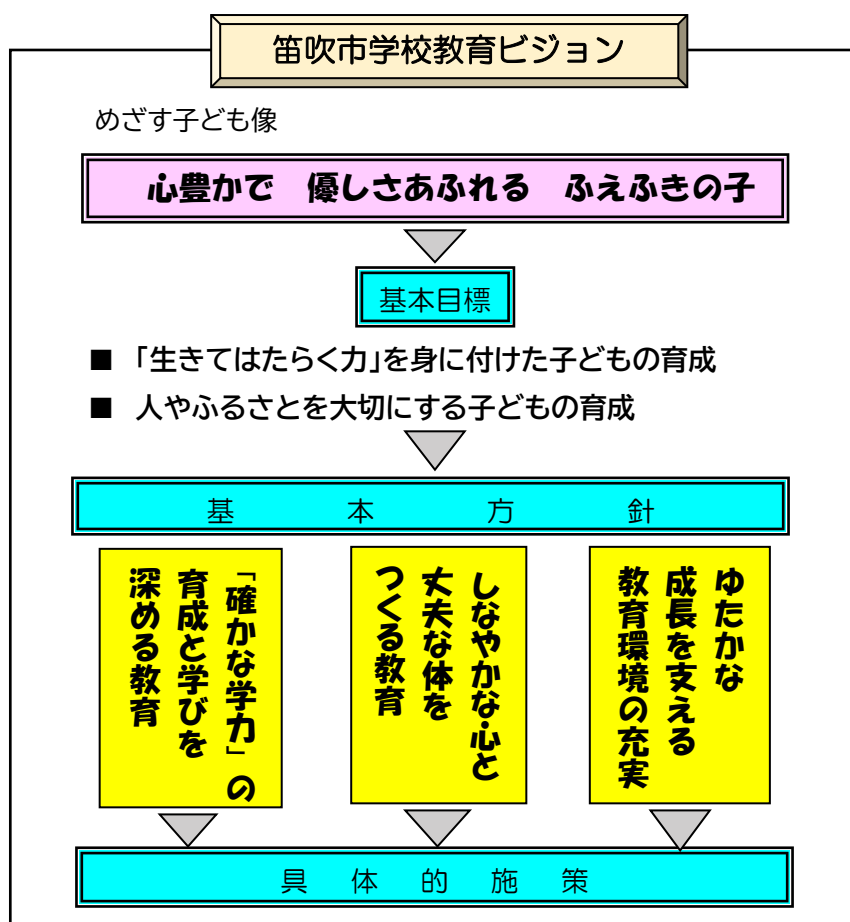 笛吹市学校教育ビジョン
めざす子ども像
心豊かで　優しさあふれる　ふえふきの子
基本目標
■　「生きてはたらく力」を身に付けた子どもの育成
■　人やふるさとを大切にする子どもの育成
基　本　方　針
「確かな学力」の
育成と学びを
深める教育
しなやかな心と
丈夫な体を
つくる教育
ゆたかな
成長を支える
教育環境の充実
具　体　的　施　策